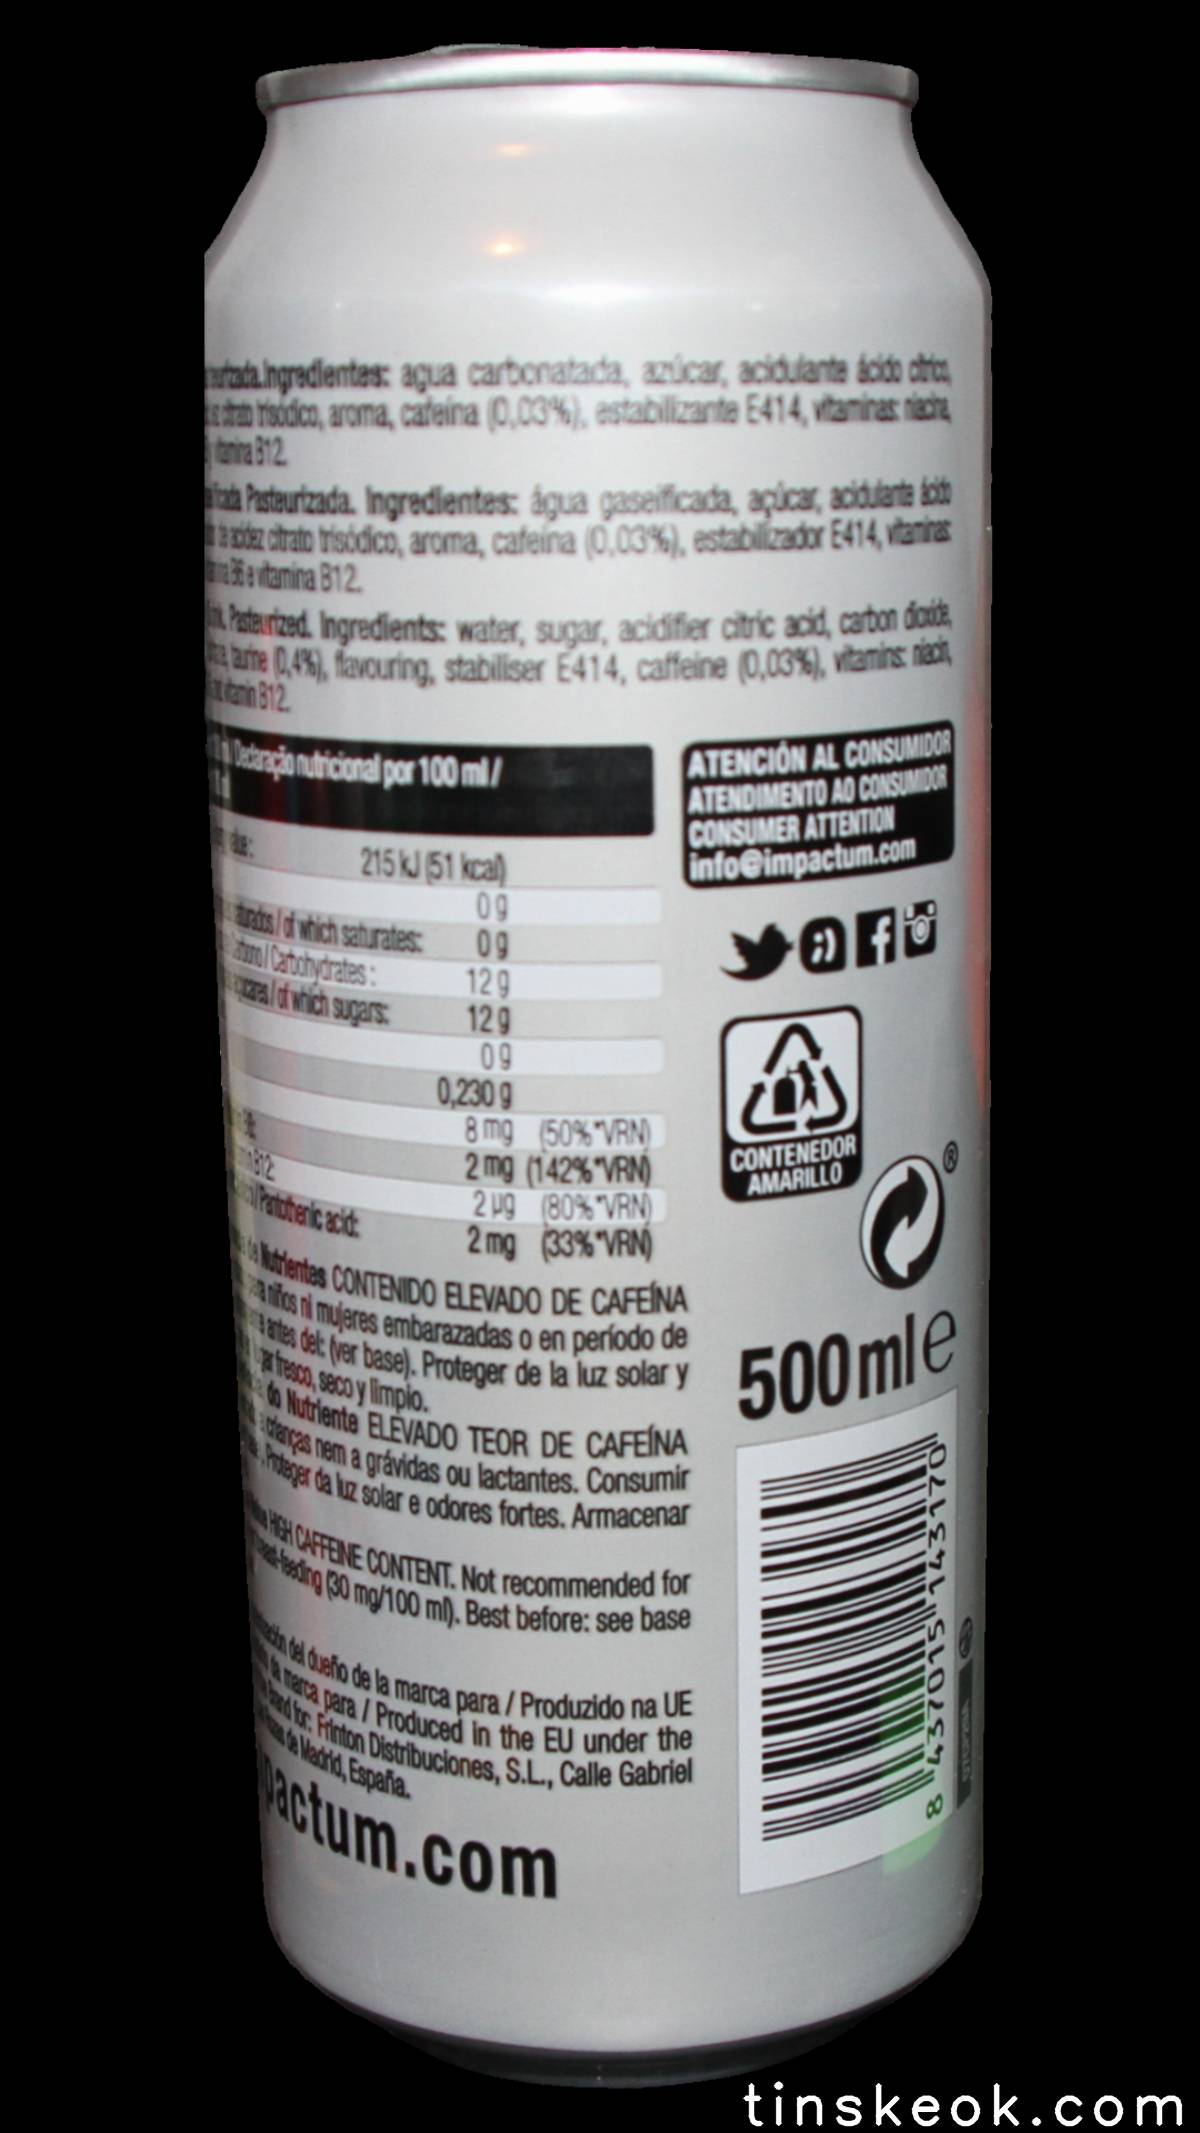 Ingredientes: agua carbonatada, azúcar, acidulante ácido cítrico,
citrato trisódico, aroma, cafeína (0,03%), estabilizante E414, vitaminas: niacina,
y vitamina B12.
Pasteurizada. Ingredientes: água gaseificada, açúcar, acidulante ácido
acidez citrato trisódico, aroma, cafeína (0,03%), estabilizador E414, vitaminas:
B6 e vitamina B12.
Pasteurized. Ingredients: water, sugar, acidifier citric acid, carbon dioxide,
taurine (0,4%), flavouring, stabiliser E414, caffeine (0,03%), vitamins: niacin,
vitamin B12.
Declaração nutricional por 100 ml /
215 kJ (51 kcal)
0 g
/ of which saturates: 0 g
/ Carbohydrates: 12 g
/ of which sugars: 12 g
0 g
0,230 g
8 mg (50%*VRN)
2 mg (142%*VRN)
B12: 2 µg (80%*VRN)
/ Pantothenic acid: 2 mg (33%*VRN)
de Nutrientes CONTENIDO ELEVADO DE CAFEÍNA
niños ni mujeres embarazadas o en período de
antes del: (ver base). Proteger de la luz solar y
fresco, seco y limpio.
do Nutriente ELEVADO TEOR DE CAFEÍNA
a crianças nem a grávidas ou lactantes. Consumir
Proteger da luz solar e odores fortes. Armacenar
HIGH CAFFEINE CONTENT. Not recommended for
breast-feeding (30 mg/100 ml). Best before: see base
del dueño de la marca para / Produzido na UE
da marca para / Produced in the EU under the
Brand for: Frinton Distribuciones, S.L., Calle Gabriel
de Madrid, España.
pactum.com
ATENCIÓN AL CONSUMIDOR
ATENDIMENTO AO CONSUMIDOR
CONSUMER ATTENTION
info@impactum.com
CONTENEDOR
AMARILLO
®
500 ml e
8 437015 143170
tinskeok.com